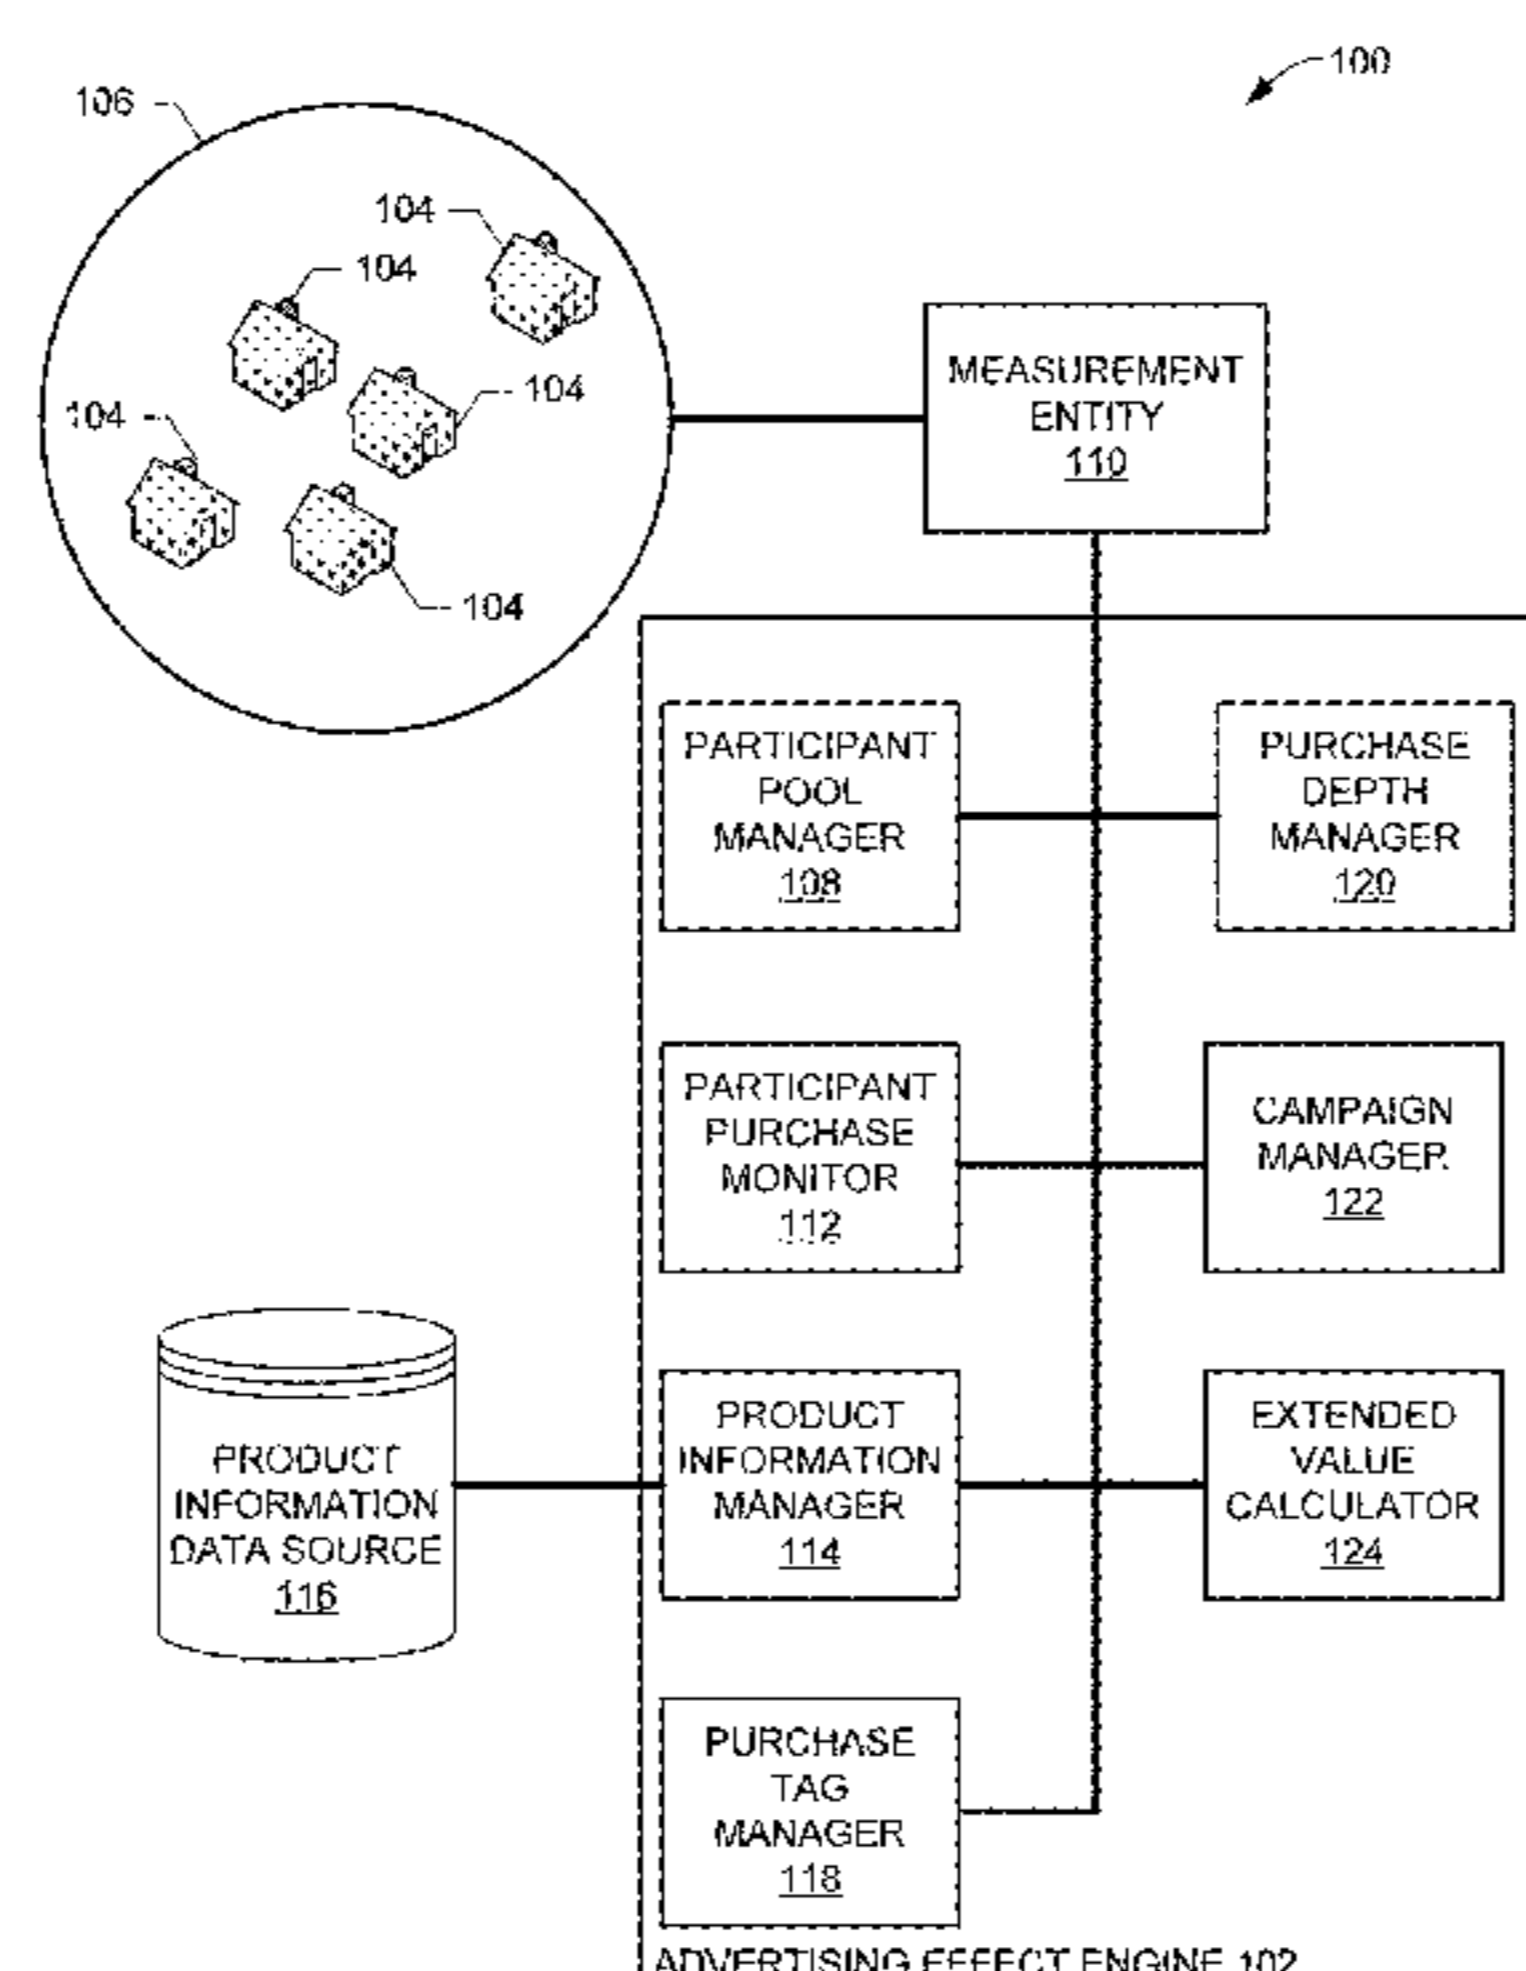 100
106
104
104
104
104
104
MEASUREMENT
ENTITY
110
PARTICIPANT
POOL
MANAGER
108
PURCHASE
DEPTH
MANAGER
120
PARTICIPANT
PURCHASE
MONITOR
112
CAMPAIGN
MANAGER
122
PRODUCT
INFORMATION
DATA SOURCE
116
PRODUCT
INFORMATION
MANAGER
114
EXTENDED
VALUE
CALCULATOR
124
PURCHASE
TAG
MANAGER
118
ADVERTISING EFFECT ENGINE 102